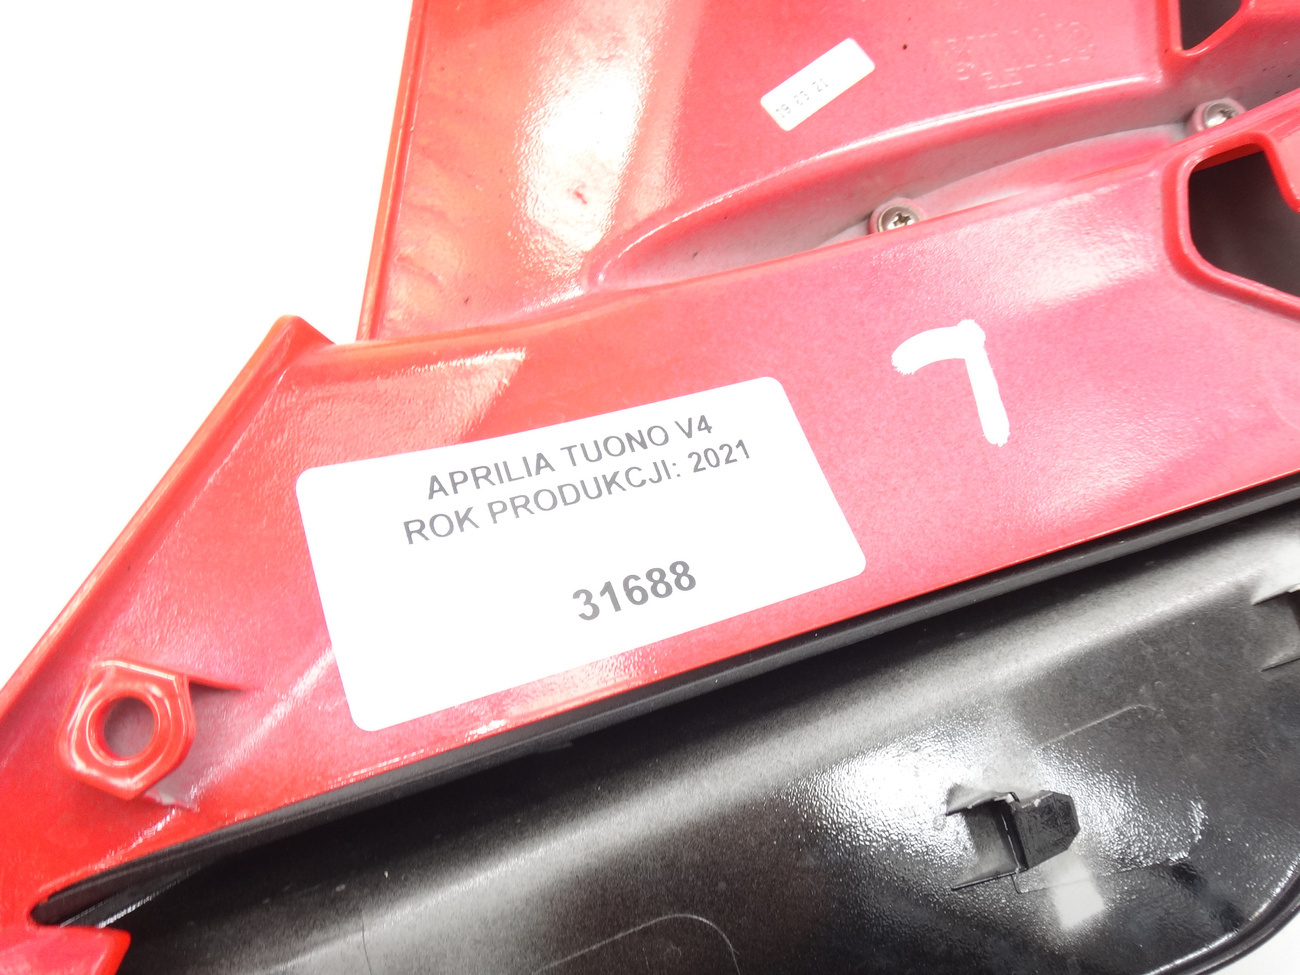 APRILIA TUONO V4
ROK PRODUKCJI: 2021
31688